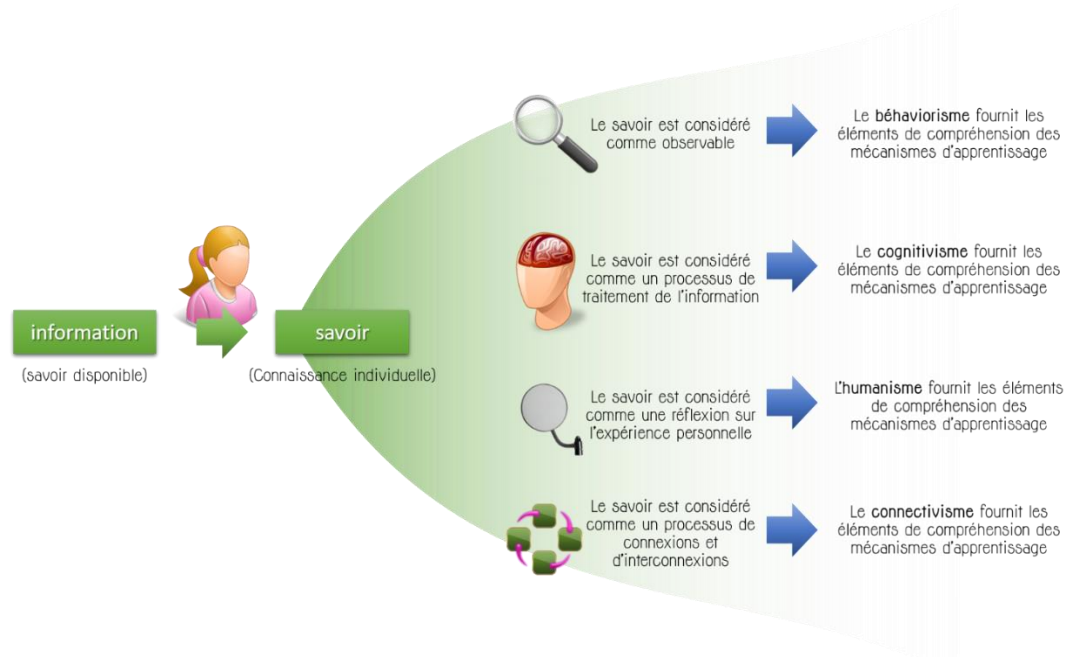 information
(savoir disponible)
savoir
(Connaissance individuelle)
Le savoir est considéré
comme observable
Le béhaviorisme fournit les
éléments de compréhension des
mécanismes d'apprentissage
Le savoir est considéré
comme un processus de
traitement de l'information
Le cognitivisme fournit les
éléments de compréhension des
mécanismes d'apprentissage
Le savoir est considéré
comme une réflexion sur
l'expérience personnelle
L'humanisme fournit les éléments
de compréhension des
mécanismes d'apprentissage
Le savoir est considéré
comme un processus de
connexions et
d'interconnexions
Le connectivisme fournit les
éléments de compréhension des
mécanismes d'apprentissage